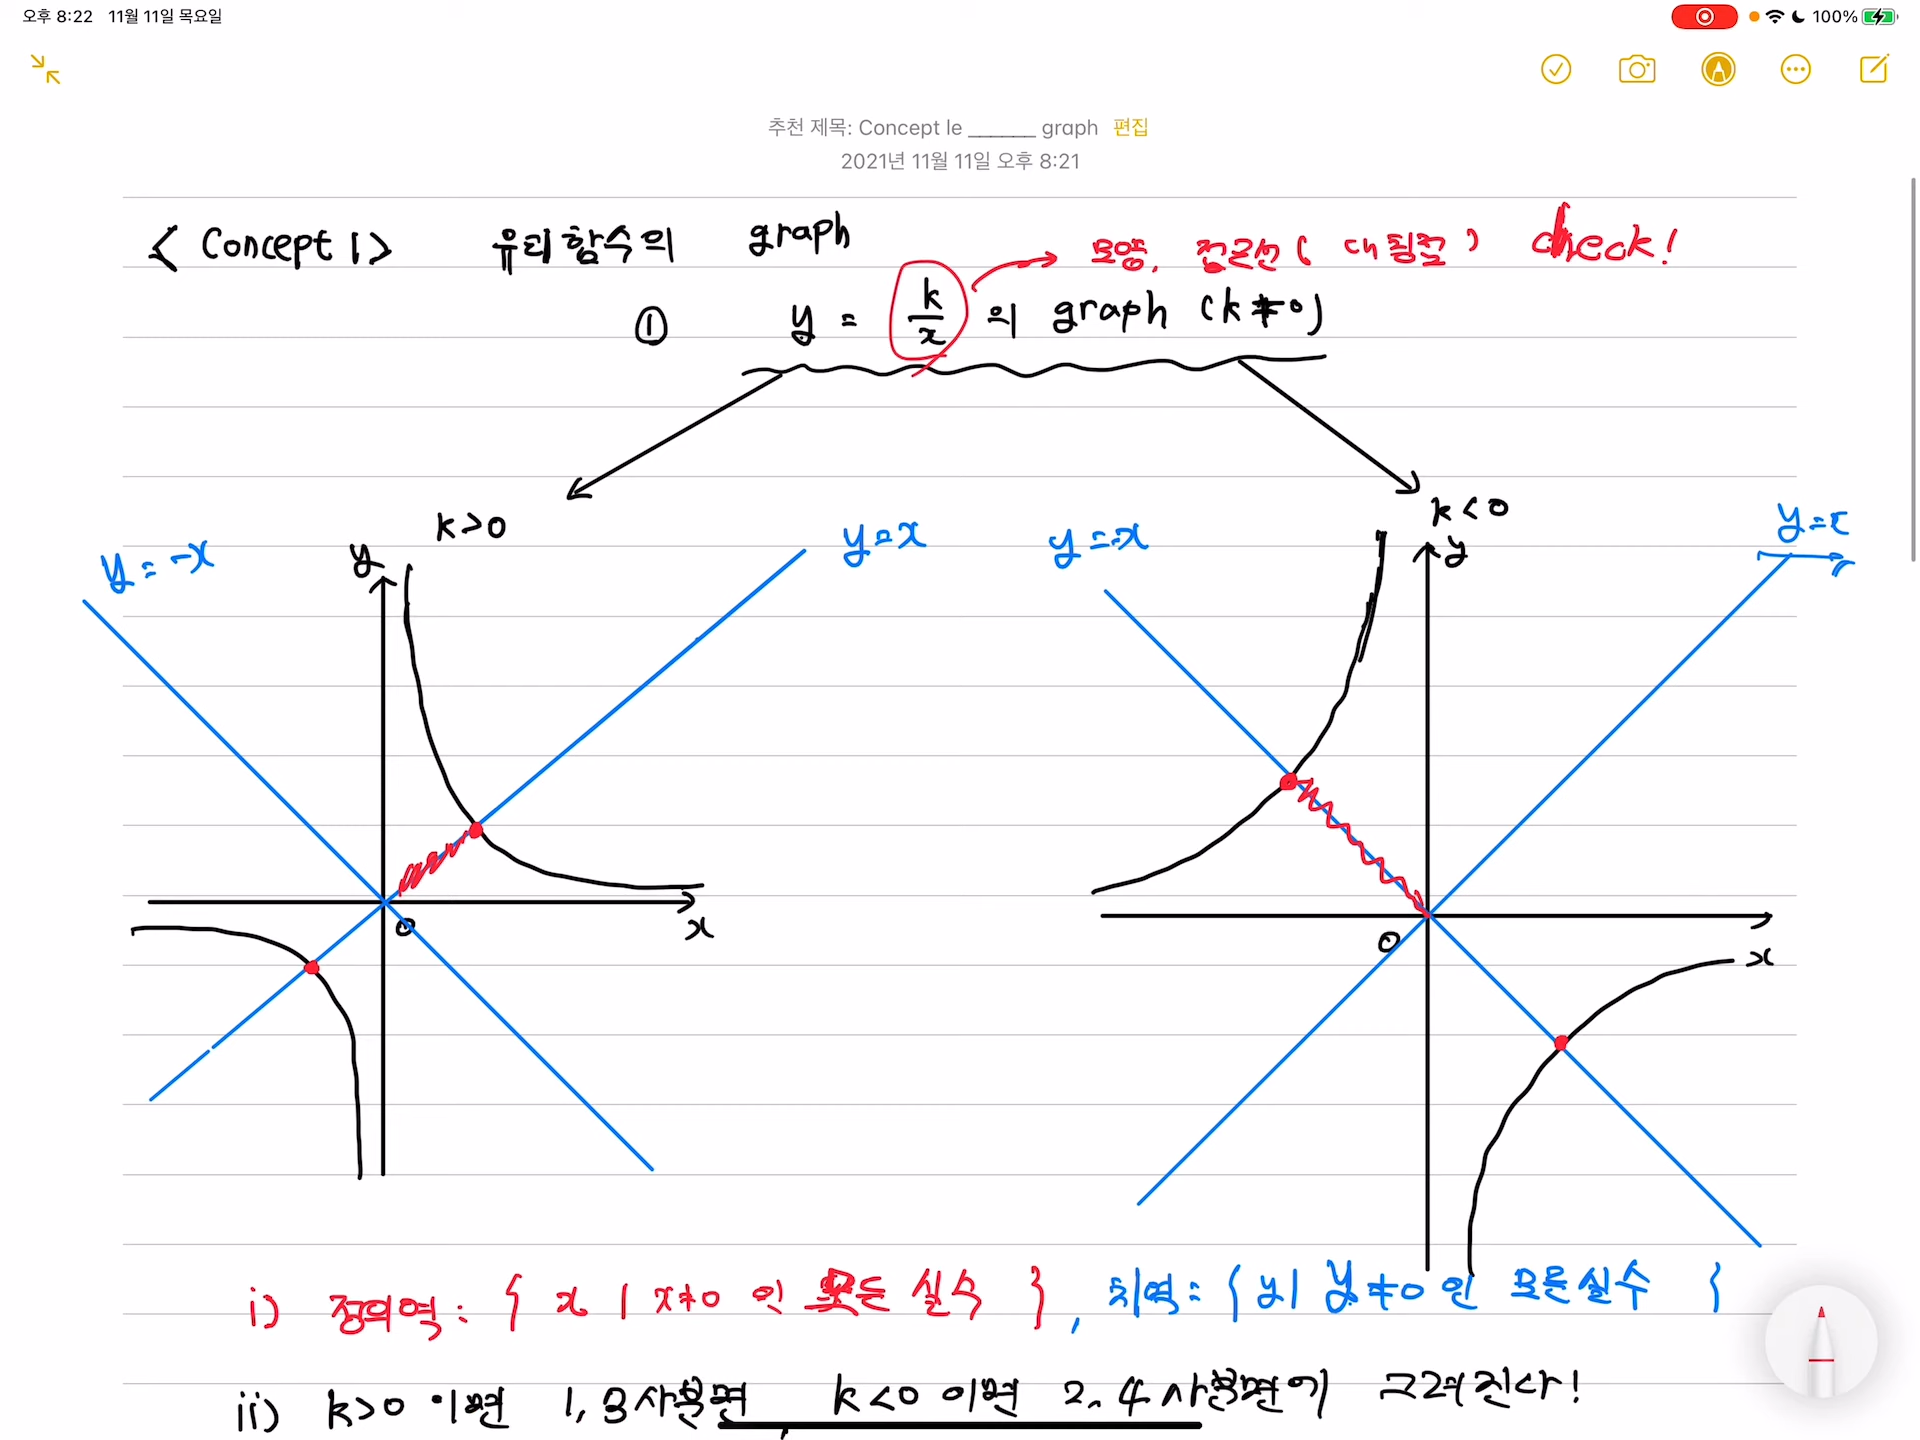 오후 8:22 11월 11일 목요일 100%
추천 제목: Concept le ______ graph 편집
2021년 11월 11일 오후 8:21
< Concept 1> 유리함수의 graph → 모양, 점근선 ( 대칭점 ) check!
① y = k/x 의 graph (k≠0)
k>0 k<0
y=-x y y=x y=-x y y=x
0 x 0 x
i) 정의역 : { x | x≠0 인 모든 실수 } , 치역 = { y | y≠0 인 모든 실수 }
ii) k>0 이면 1, 3 사분면, k<0 이면 2, 4 사분면에 그려진다!